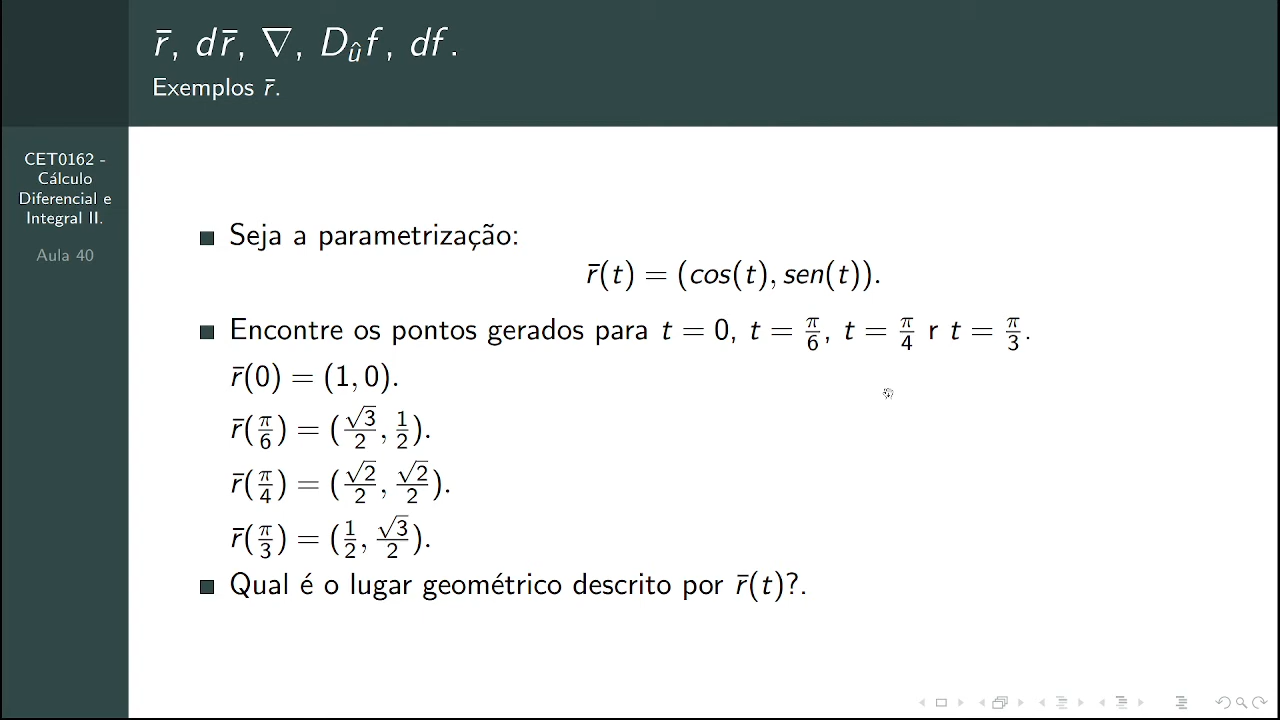 r̄, dr̄, ∇, D_û f, df.
Exemplos r̄.
CET0162 -
Cálculo
Diferencial e
Integral II.
Aula 40
Seja a parametrização:
r̄(t) = (cos(t), sen(t)).
Encontre os pontos gerados para t = 0, t = π/6, t = π/4 r t = π/3.
r̄(0) = (1, 0).
r̄(π/6) = (√3/2, 1/2).
r̄(π/4) = (√2/2, √2/2).
r̄(π/3) = (1/2, √3/2).
Qual é o lugar geométrico descrito por r̄(t)?.